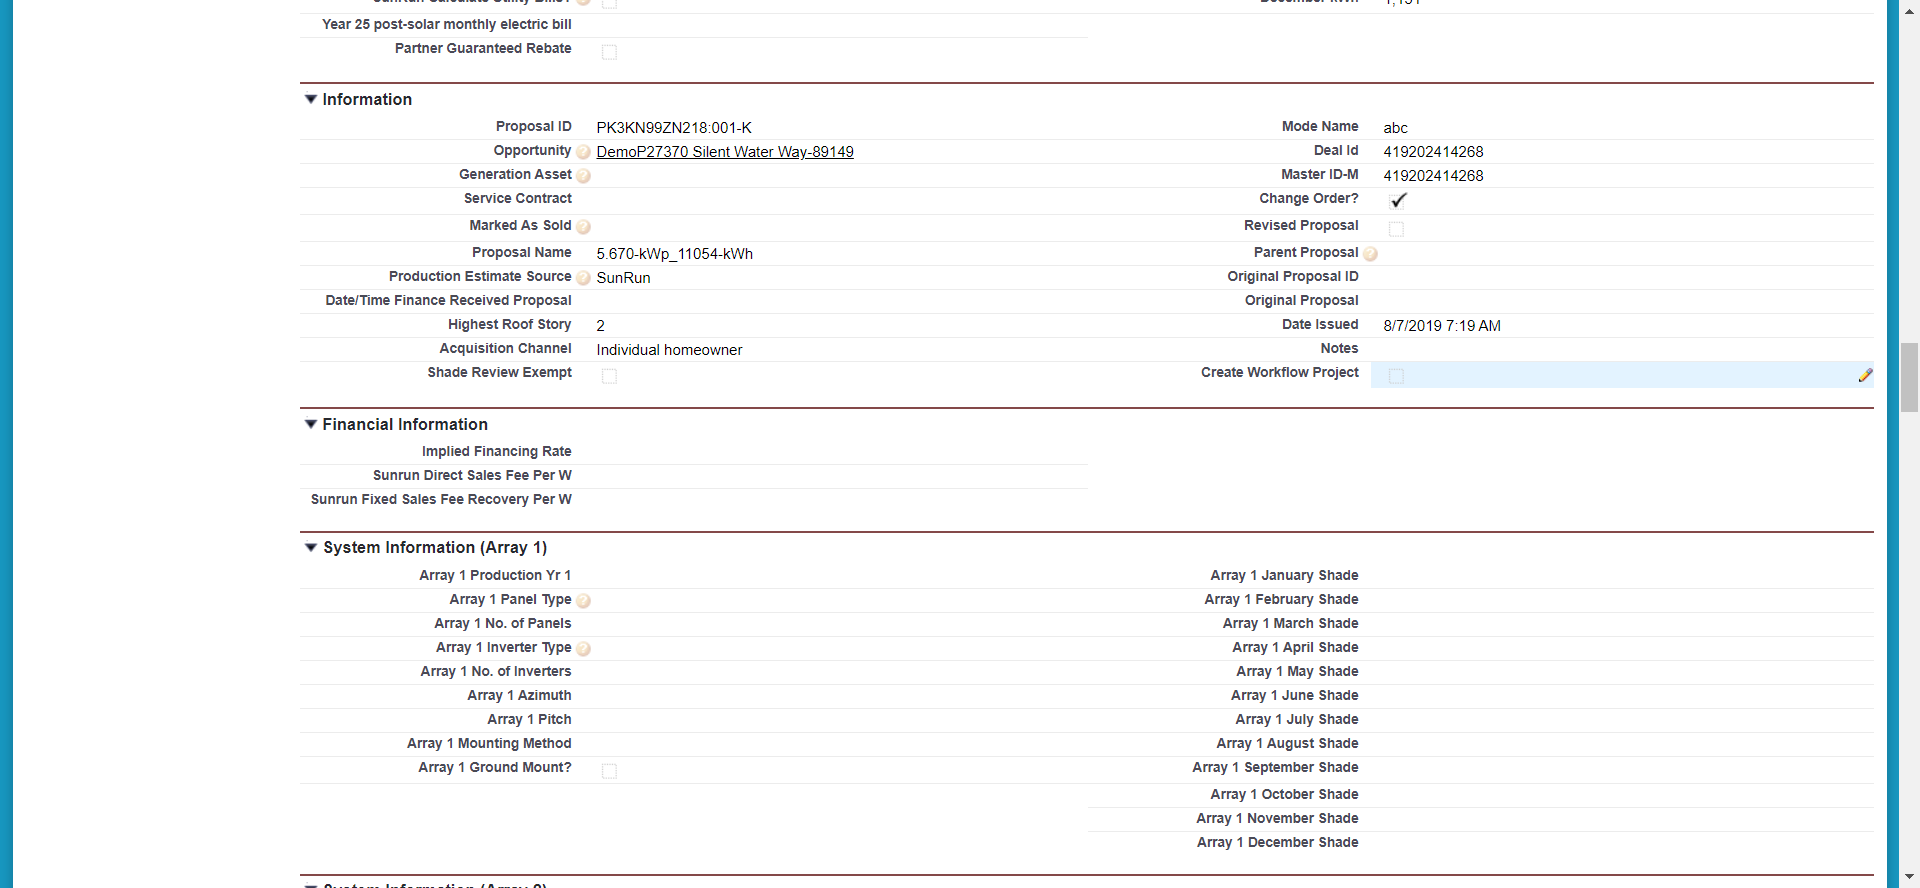 Year 25 post-solar monthly electric bill
Partner Guaranteed Rebate
Information
Proposal ID PK3KN99ZN218:001-K Mode Name abc
Opportunity DemoP27370 Silent Water Way-89149 Deal Id 419202414268
Generation Asset Master ID-M 419202414268
Service Contract Change Order?
Marked As Sold Revised Proposal
Proposal Name 5.670-kWp_11054-kWh Parent Proposal
Production Estimate Source SunRun Original Proposal ID
Date/Time Finance Received Proposal Original Proposal
Highest Roof Story 2 Date Issued 8/7/2019 7:19 AM
Acquisition Channel Individual homeowner Notes
Shade Review Exempt Create Workflow Project
Financial Information
Implied Financing Rate
Sunrun Direct Sales Fee Per W
Sunrun Fixed Sales Fee Recovery Per W
System Information (Array 1)
Array 1 Production Yr 1 Array 1 January Shade
Array 1 Panel Type Array 1 February Shade
Array 1 No. of Panels Array 1 March Shade
Array 1 Inverter Type Array 1 April Shade
Array 1 No. of Inverters Array 1 May Shade
Array 1 Azimuth Array 1 June Shade
Array 1 Pitch Array 1 July Shade
Array 1 Mounting Method Array 1 August Shade
Array 1 Ground Mount? Array 1 September Shade
Array 1 October Shade
Array 1 November Shade
Array 1 December Shade